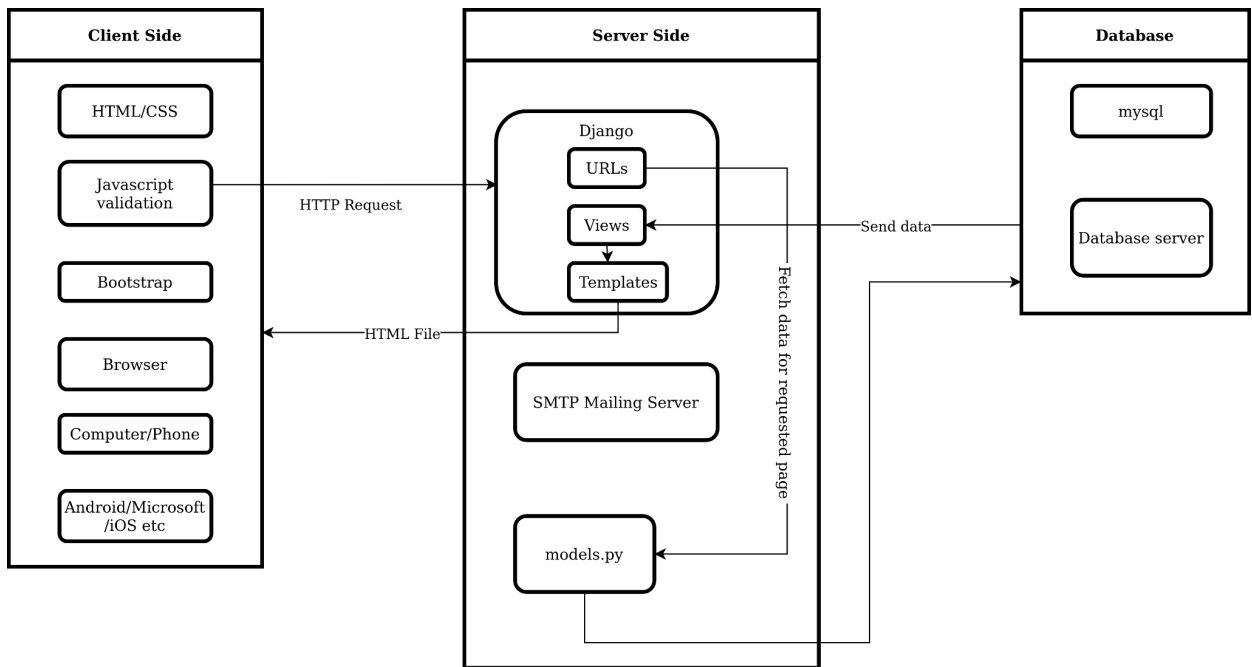 Client Side
HTML/CSS
Javascript
validation
Bootstrap
Browser
Computer/Phone
Android/Microsoft
/iOS etc
HTTP Request
HTML File
Server Side
Django
URLs
Views
Templates
SMTP Mailing Server
models.py
Fetch data for requested page
Send data
Database
mysql
Database server